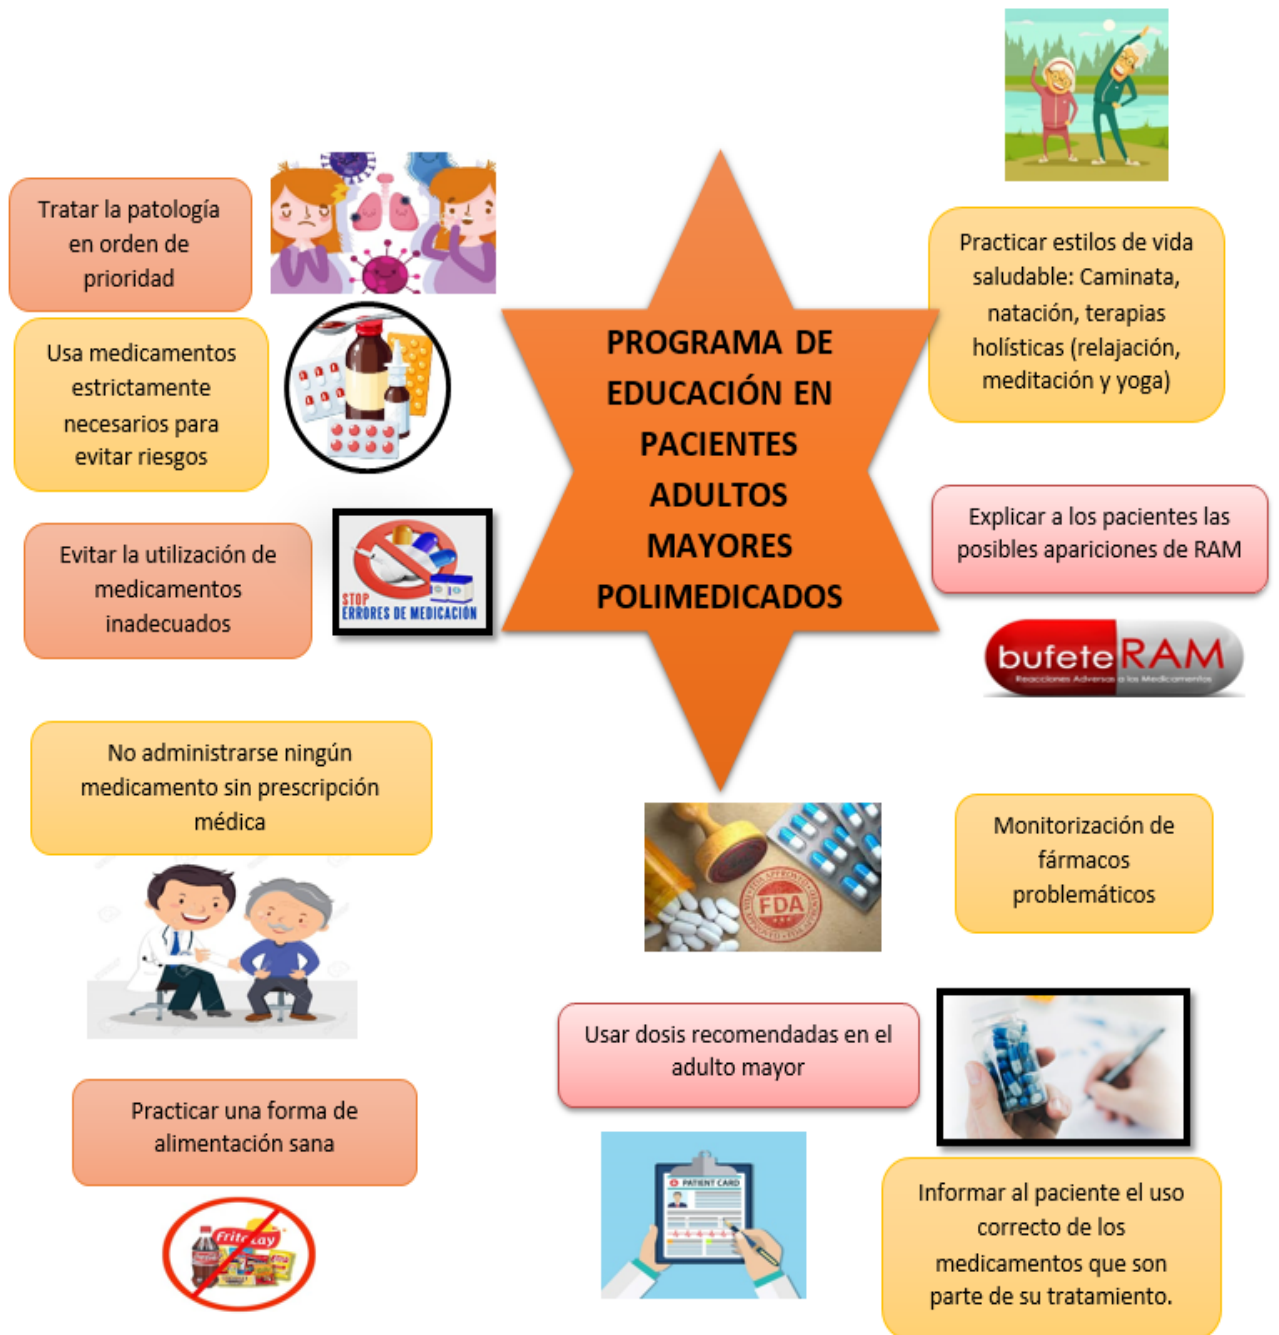 Tratar la patología
en orden de
prioridad
Usa medicamentos
estrictamente
necesarios para
evitar riesgos
STOP
ERRORES DE MEDICACIÓN
Evitar la utilización de
medicamentos
inadecuados
No administrarse ningún
medicamento sin prescripción
médica
Practicar una forma de
alimentación sana
PROGRAMA DE
EDUCACIÓN EN
PACIENTES
ADULTOS
MAYORES
POLIMEDICADOS
Practicar estilos de vida
saludable: Caminata,
natación, terapias
holísticas (relajación,
meditación y yoga)
Explicar a los pacientes las
posibles apariciones de RAM
bufeteRAM
Reacciones Adversas a los Medicamentos
FDA
Monitorización de
fármacos
problemáticos
Usar dosis recomendadas en el
adulto mayor
PATIENT CARD
Informar al paciente el uso
correcto de los
medicamentos que son
parte de su tratamiento.